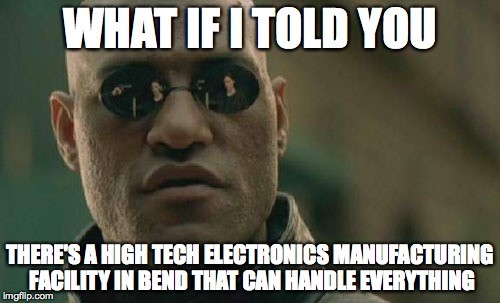 WHAT IF I TOLD YOU
THERE'S A HIGH TECH ELECTRONICS MANUFACTURING
FACILITY IN BEND THAT CAN HANDLE EVERYTHING
imgflip.com